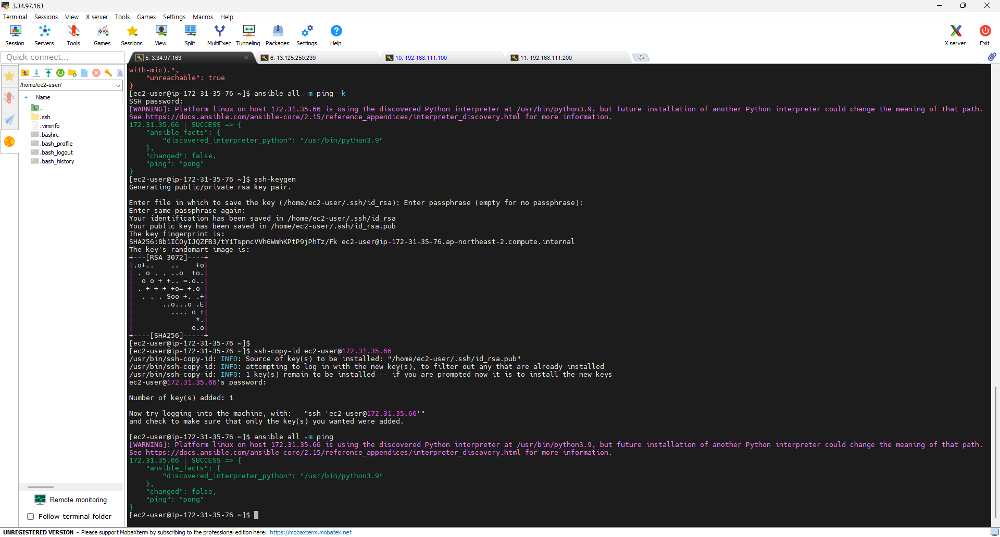 3.34.97.163
Terminal Sessions View X server Tools Games Settings Macros Help
Session Servers Tools Games Sessions View Split MultiExec Tunneling Packages Settings Help X server Exit
Quick connect...
5. 3.34.97.163
6. 13.125.250.239
10. 192.168.111.100
11. 192.168.111.200
/home/ec2-user/
Name
..
.ssh
.viminfo
.bashrc
.bash_profile
.bash_logout
.bash_history
Remote monitoring
Follow terminal folder
with-mic).",
    "unreachable": true
}
[ec2-user@ip-172-31-35-76 ~]$ ansible all -m ping -k
SSH password:
[WARNING]: Platform linux on host 172.31.35.66 is using the discovered Python interpreter at /usr/bin/python3.9, but future installation of another Python interpreter could change the meaning of that path.
See https://docs.ansible.com/ansible-core/2.15/reference_appendices/interpreter_discovery.html for more information.
172.31.35.66 | SUCCESS => {
    "ansible_facts": {
        "discovered_interpreter_python": "/usr/bin/python3.9"
    },
    "changed": false,
    "ping": "pong"
}
[ec2-user@ip-172-31-35-76 ~]$ ssh-keygen
Generating public/private rsa key pair.
Enter file in which to save the key (/home/ec2-user/.ssh/id_rsa): Enter passphrase (empty for no passphrase):
Enter same passphrase again:
Your identification has been saved in /home/ec2-user/.ssh/id_rsa
Your public key has been saved in /home/ec2-user/.ssh/id_rsa.pub
The key fingerprint is:
SHA256:8b1ICOyIJQZFB3/tY1TspncVVh6WmhKPtP9jPhTz/Fk ec2-user@ip-172-31-35-76.ap-northeast-2.compute.internal
The key's randomart image is:
+---[RSA 3072]----+
|.o+..    ..    +o|
| . o . . ..o  +o.|
|  o o + +.. =.o..|
| . + + + +o= +.o |
|  . . . Soo +. .+|
|       ..o...o .E|
|         .... o +|
|               *.|
|              o.o|
+----[SHA256]-----+
[ec2-user@ip-172-31-35-76 ~]$
[ec2-user@ip-172-31-35-76 ~]$ ssh-copy-id ec2-user@172.31.35.66
/usr/bin/ssh-copy-id: INFO: Source of key(s) to be installed: "/home/ec2-user/.ssh/id_rsa.pub"
/usr/bin/ssh-copy-id: INFO: attempting to log in with the new key(s), to filter out any that are already installed
/usr/bin/ssh-copy-id: INFO: 1 key(s) remain to be installed -- if you are prompted now it is to install the new keys
ec2-user@172.31.35.66's password:
Number of key(s) added: 1
Now try logging into the machine, with:   "ssh 'ec2-user@172.31.35.66'"
and check to make sure that only the key(s) you wanted were added.
[ec2-user@ip-172-31-35-76 ~]$ ansible all -m ping
[WARNING]: Platform linux on host 172.31.35.66 is using the discovered Python interpreter at /usr/bin/python3.9, but future installation of another Python interpreter could change the meaning of that path.
See https://docs.ansible.com/ansible-core/2.15/reference_appendices/interpreter_discovery.html for more information.
172.31.35.66 | SUCCESS => {
    "ansible_facts": {
        "discovered_interpreter_python": "/usr/bin/python3.9"
    },
    "changed": false,
    "ping": "pong"
}
[ec2-user@ip-172-31-35-76 ~]$
UNREGISTERED VERSION - Please support MobaXterm by subscribing to the professional edition here: https://mobaxterm.mobatek.net